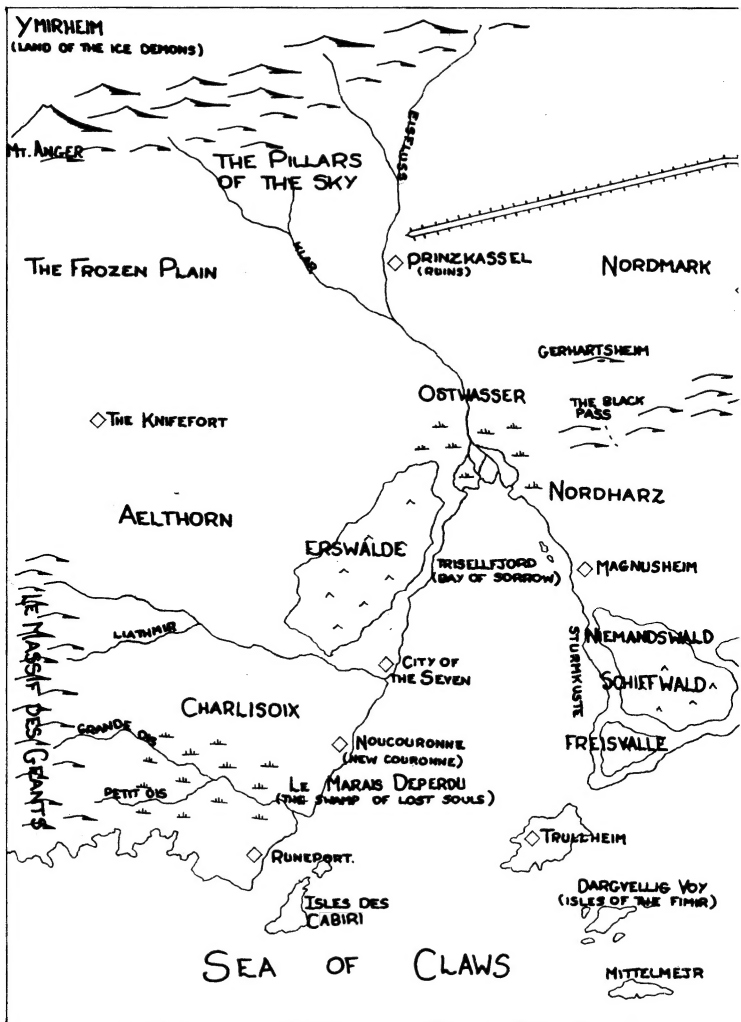 YMIRHEIM
(LAND OF THE ICE DEMONS)
MT. ANGER
THE PILLARS
OF THE SKY
EISFLUSS
KLAR
THE FROZEN PLAIN
PRINZKASSEL
(RUINS)
NORDMARK
GERHARTSHEIM
OSTWASSER
THE BLACK
PASS
THE KNIFEFORT
NORDHARZ
AELTHORN
ERSWÄLDE
TRISELLFJORD
(BAY OF SORROW)
MAGNUSHEIM
LE MASSIF DES GEANTS
LIATHMIR
STURMKUSTE
NIEMANDSWALD
CITY OF
THE SEVEN
SCHIEFWALD
CHARLISOIX
GRANDE OIS
NOUCOURONNE
(NEW COURONNE)
FREISVALLE
PETIT OIS
LE MARAIS DEPERDU
(THE SWAMP OF LOST SOULS)
TRULLHEIM
RUNEPORT.
ISLES DES
CABIRI
DARGVELLIG VOY
(ISLES OF THE FIMIR)
SEA OF CLAWS
MITTELMEJR